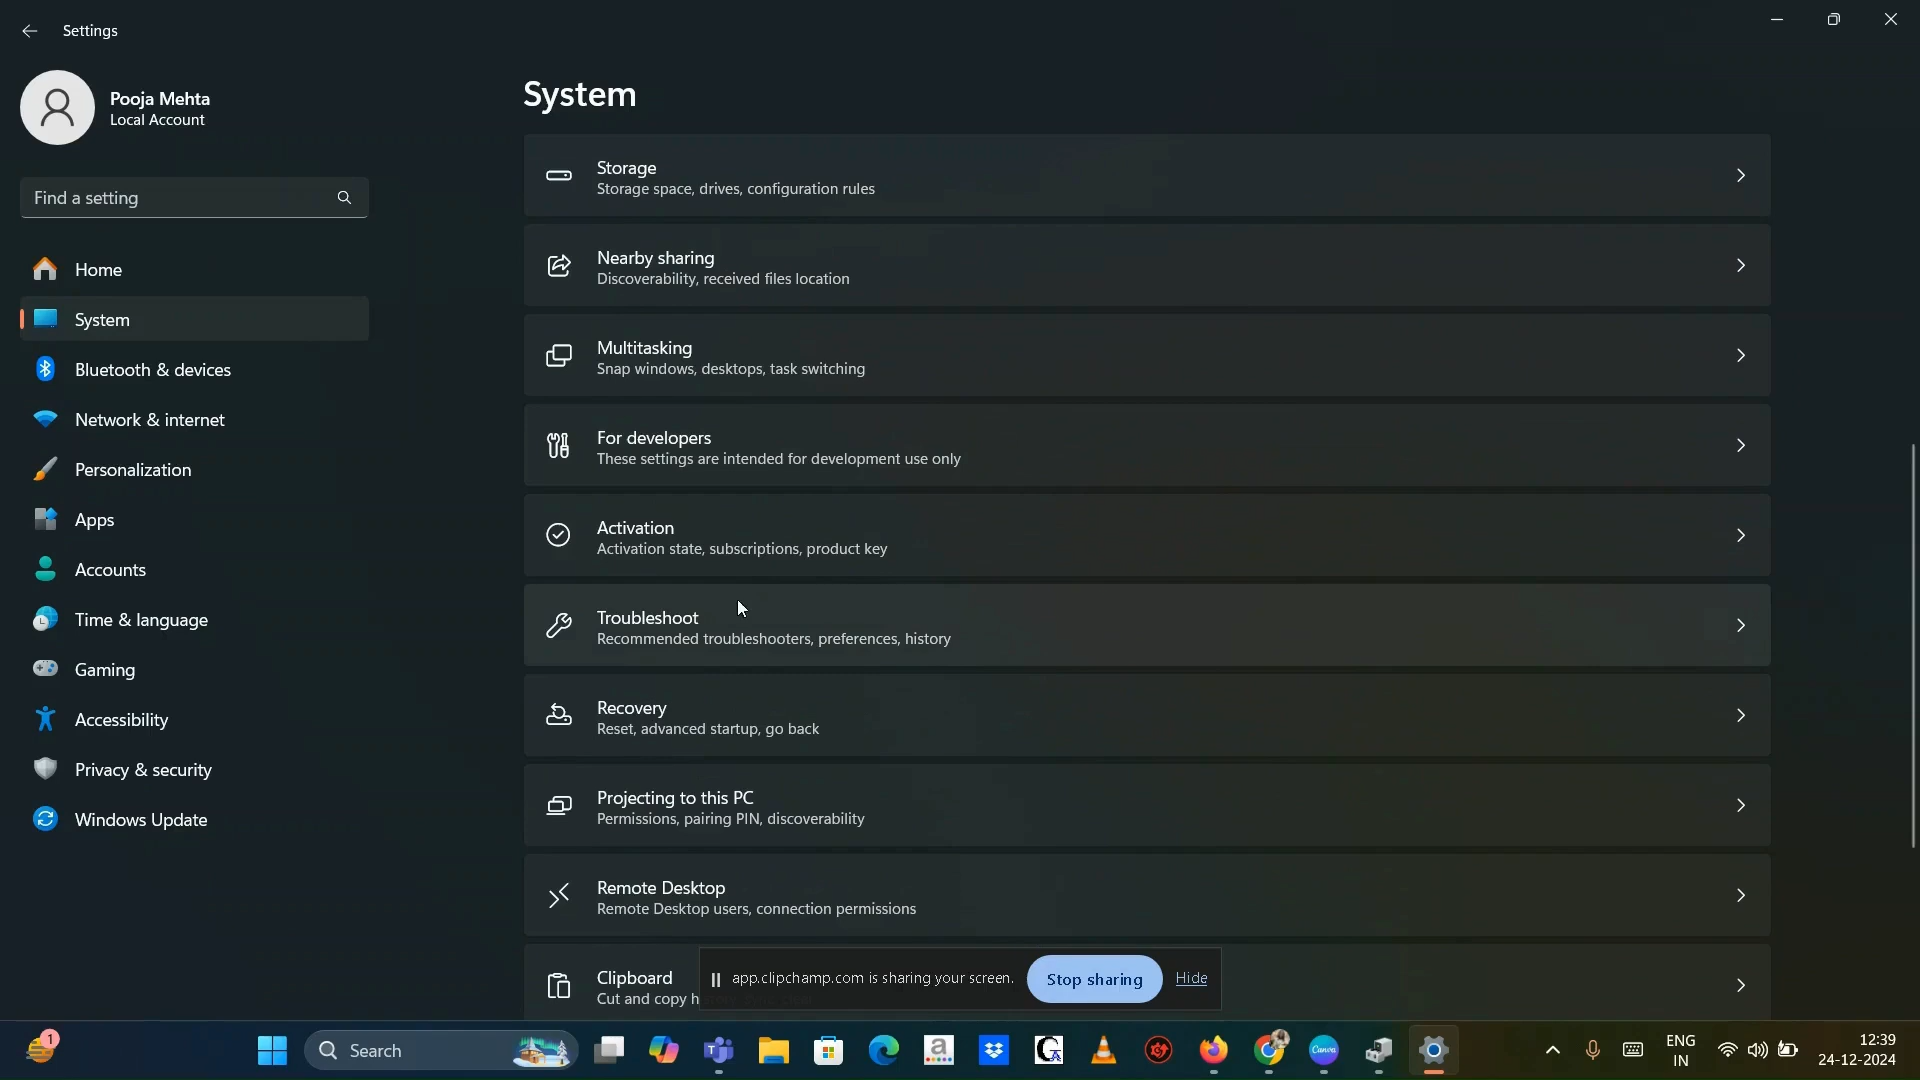 Settings
Pooja Mehta
Local Account
Find a setting
Home
System
Bluetooth & devices
Network & internet
Personalization
Apps
Accounts
Time & language
Gaming
Accessibility
Privacy & security
Windows Update
System
Storage
Storage space, drives, configuration rules
Nearby sharing
Discoverability, received files location
Multitasking
Snap windows, desktops, task switching
For developers
These settings are intended for development use only
Activation
Activation state, subscriptions, product key
Troubleshoot
Recommended troubleshooters, preferences, history
Recovery
Reset, advanced startup, go back
Projecting to this PC
Permissions, pairing PIN, discoverability
Remote Desktop
Remote Desktop users, connection permissions
Clipboard
Cut and copy
app.clipchamp.com is sharing your screen.
Stop sharing
Hide
1
Search
a
Canva
ENG
IN
12:39
24-12-2024